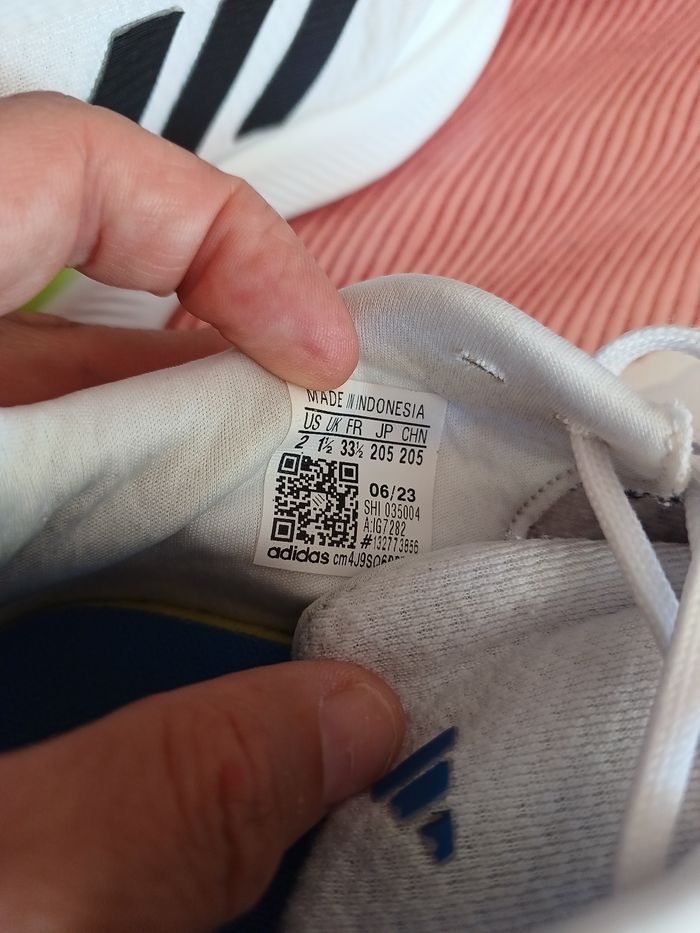 MADE IN INDONESIA
US UK FR JP CHN
2 1½ 33½ 205 205
06/23
SHI 035004
A:IG7282
#132773856
adidas